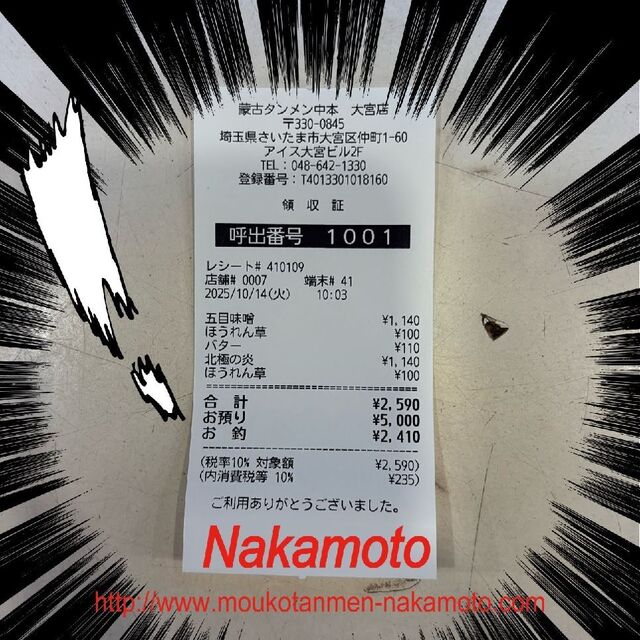 蒙古タンメン中本 大宮店
〒330-0845
埼玉県さいたま市大宮区仲町1-60
アイス大宮ビル2F
TEL：048-642-1330
登録番号：T4013301018160
領 収 証
呼出番号 1001
レシート# 410109
店舗# 0007 端末# 41
2025/10/14(火) 10:03
五目味噌 ¥1,140
ほうれん草 ¥100
バター ¥110
北極の炎 ¥1,140
ほうれん草 ¥100
合 計 ¥2,590
お預り ¥5,000
お 釣 ¥2,410
(税率10% 対象額 ¥2,590)
(内消費税等 10% ¥235)
ご利用ありがとうございました。
Nakamoto
http://www.moukotanmen-nakamoto.com